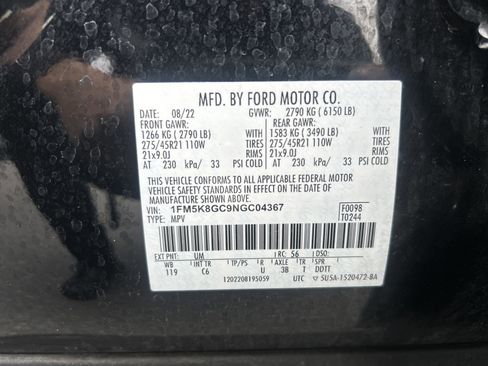 MFD. BY FORD MOTOR CO.
DATE: 08/22 GVWR: 2790 KG ( 6150 LB)
FRONT GAWR: REAR GAWR:
1266 KG ( 2790 LB) WITH 1583 KG ( 3490 LB) WITH
275/45R21 110W TIRES 275/45R21 110W TIRES
21x9.0J RIMS 21x9.0J RIMS
AT 230 kPa/ 33 PSI COLD AT 230 kPa/ 33 PSI COLD
THIS VEHICLE CONFORMS TO ALL APPLICABLE FEDERAL MOTOR
VEHICLE SAFETY STANDARDS IN EFFECT ON THE DATE OF MANUFACTURE SHOWN ABOVE.
VIN: 1FM5K8GC9NGC04367 F0098
TYPE: MPV T0244
EXT PNT: UM RC: 56 DSO:
WB INT TR TP/PS R AXLE TR SPR
119 C6 U 3B T DDTT
1202208195059 UTC SU5A-1520472-BA